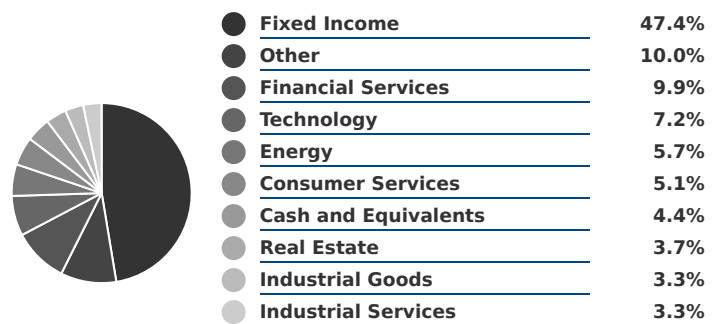 Fixed Income 47.4%
Other 10.0%
Financial Services 9.9%
Technology 7.2%
Energy 5.7%
Consumer Services 5.1%
Cash and Equivalents 4.4%
Real Estate 3.7%
Industrial Goods 3.3%
Industrial Services 3.3%